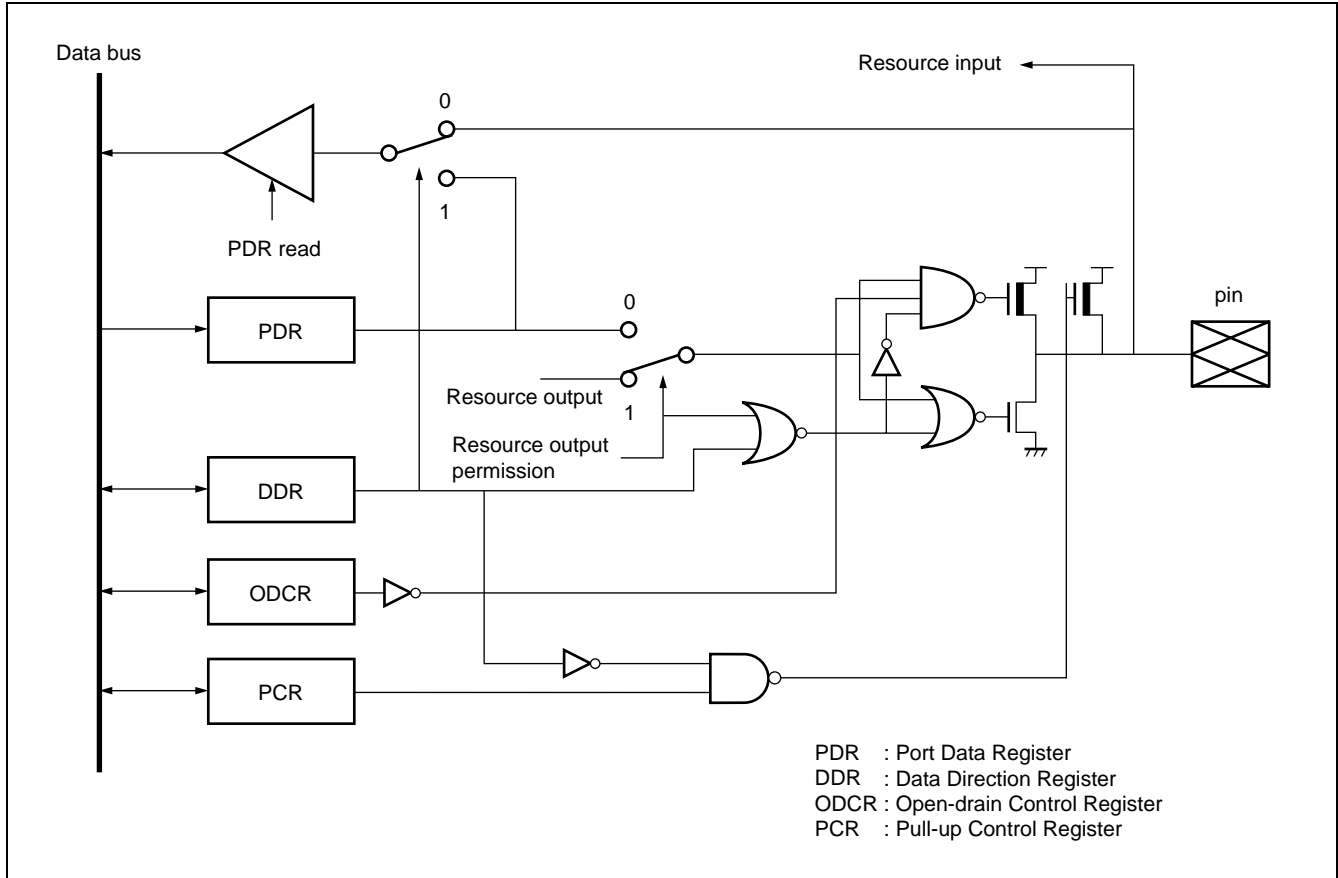 Data bus
Resource input
0
1
PDR read
pin
PDR
0
Resource output
1
Resource output
permission
DDR
ODCR
PCR
PDR : Port Data Register
DDR : Data Direction Register
ODCR : Open-drain Control Register
PCR : Pull-up Control Register